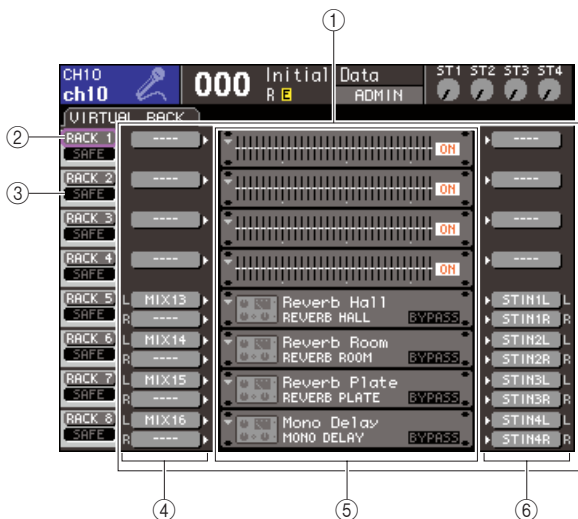 ①
CH10
ch10
000
Initial Data
R E
ADMIN
ST1 ST2 ST3 ST4
VIRTUAL RACK
②
RACK 1
SAFE
----
ON
----
③
RACK 2
SAFE
----
ON
----
RACK 3
SAFE
----
ON
----
RACK 4
SAFE
----
ON
----
RACK 5
SAFE
L MIX13
R ----
Reverb Hall
REVERB HALL
BYPASS
STIN1L L
STIN1R R
RACK 6
SAFE
L MIX14
R ----
Reverb Room
REVERB ROOM
BYPASS
STIN2L L
STIN2R R
RACK 7
SAFE
L MIX15
R ----
Reverb Plate
REVERB PLATE
BYPASS
STIN3L L
STIN3R R
RACK 8
SAFE
L MIX16
R ----
Mono Delay
MONO DELAY
BYPASS
STIN4L L
STIN4R R
④
⑤
⑥